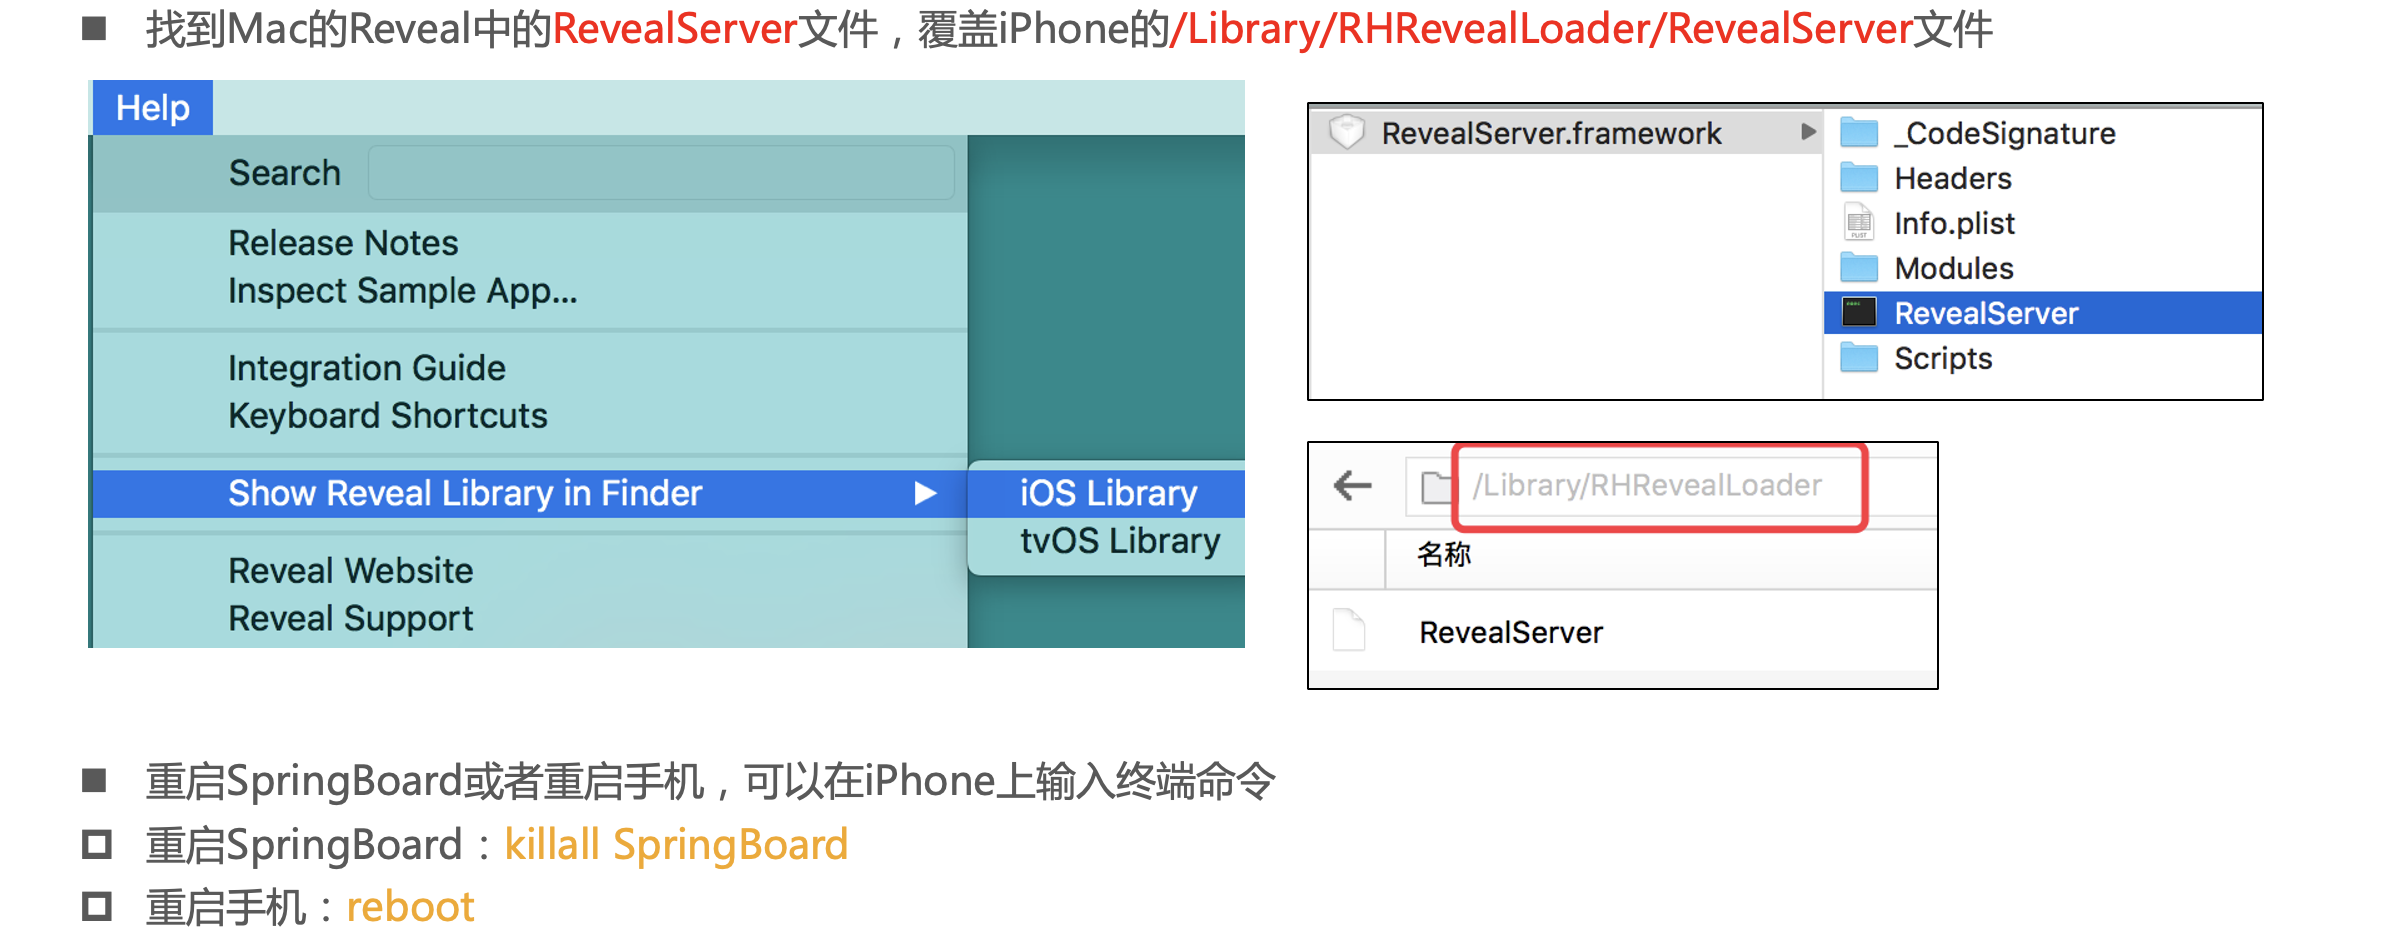 找到Mac的Reveal中的RevealServer文件，覆盖iPhone的/Library/RHRevealLoader/RevealServer文件
Help
Search
Release Notes
Inspect Sample App...
Integration Guide
Keyboard Shortcuts
Show Reveal Library in Finder
iOS Library
tvOS Library
Reveal Website
Reveal Support
RevealServer.framework
_CodeSignature
Headers
Info.plist
Modules
RevealServer
Scripts
/Library/RHRevealLoader
名称
RevealServer
重启SpringBoard或者重启手机，可以在iPhone上输入终端命令
重启SpringBoard：killall SpringBoard
重启手机：reboot